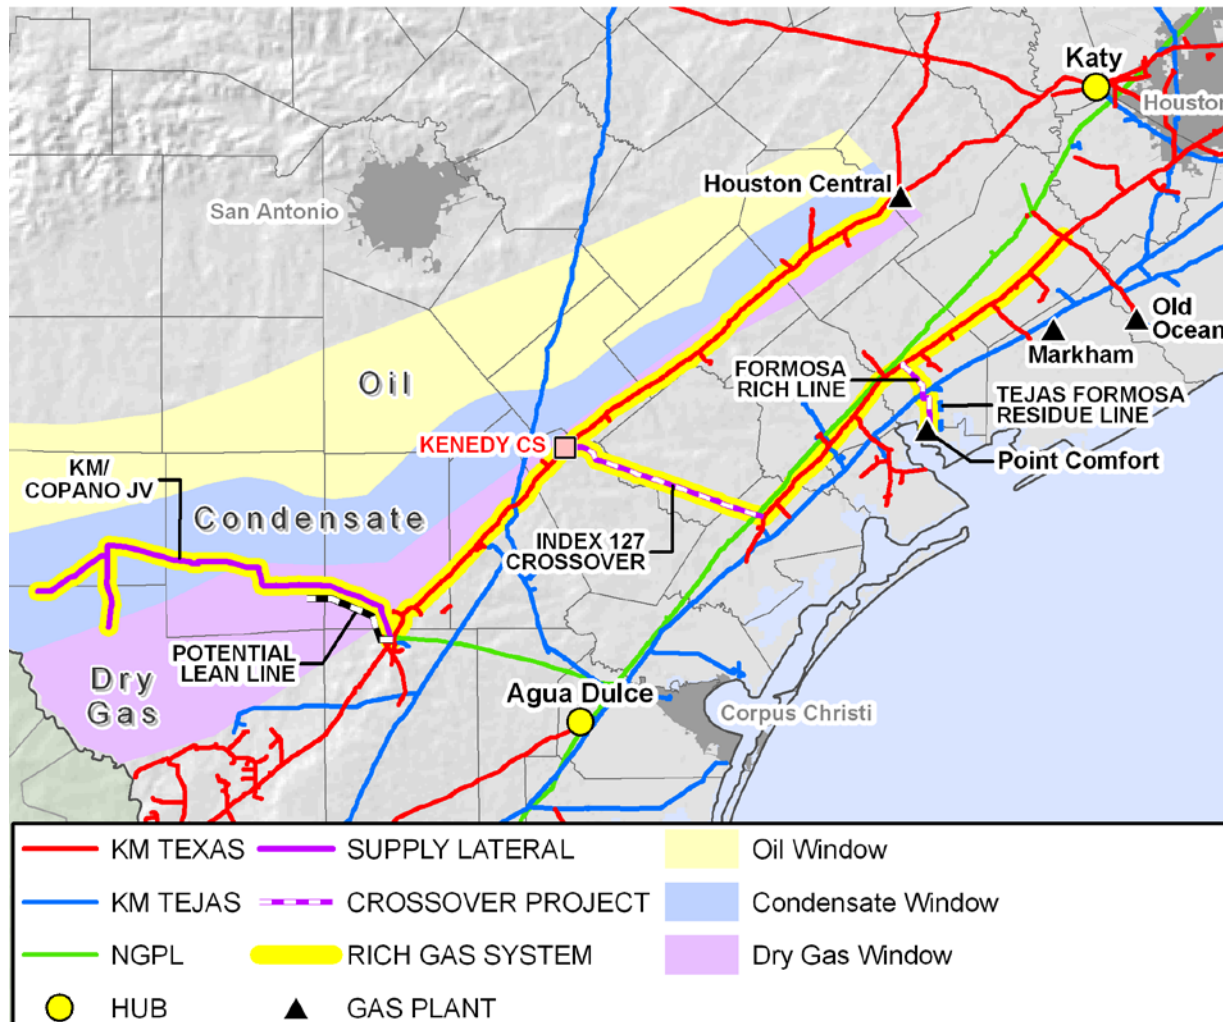 Katy
Houston
Houston Central
San Antonio
Old
Ocean
Markham
FORMOSA
RICH LINE
TEJAS FORMOSA
RESIDUE LINE
Oil
KENEDY CS
Point Comfort
KM/
COPANO JV
Condensate
INDEX 127
CROSSOVER
POTENTIAL
LEAN LINE
Dry
Gas
Agua Dulce
Corpus Christi
KM TEXAS
SUPPLY LATERAL
Oil Window
KM TEJAS
CROSSOVER PROJECT
Condensate Window
NGPL
RICH GAS SYSTEM
Dry Gas Window
HUB
GAS PLANT